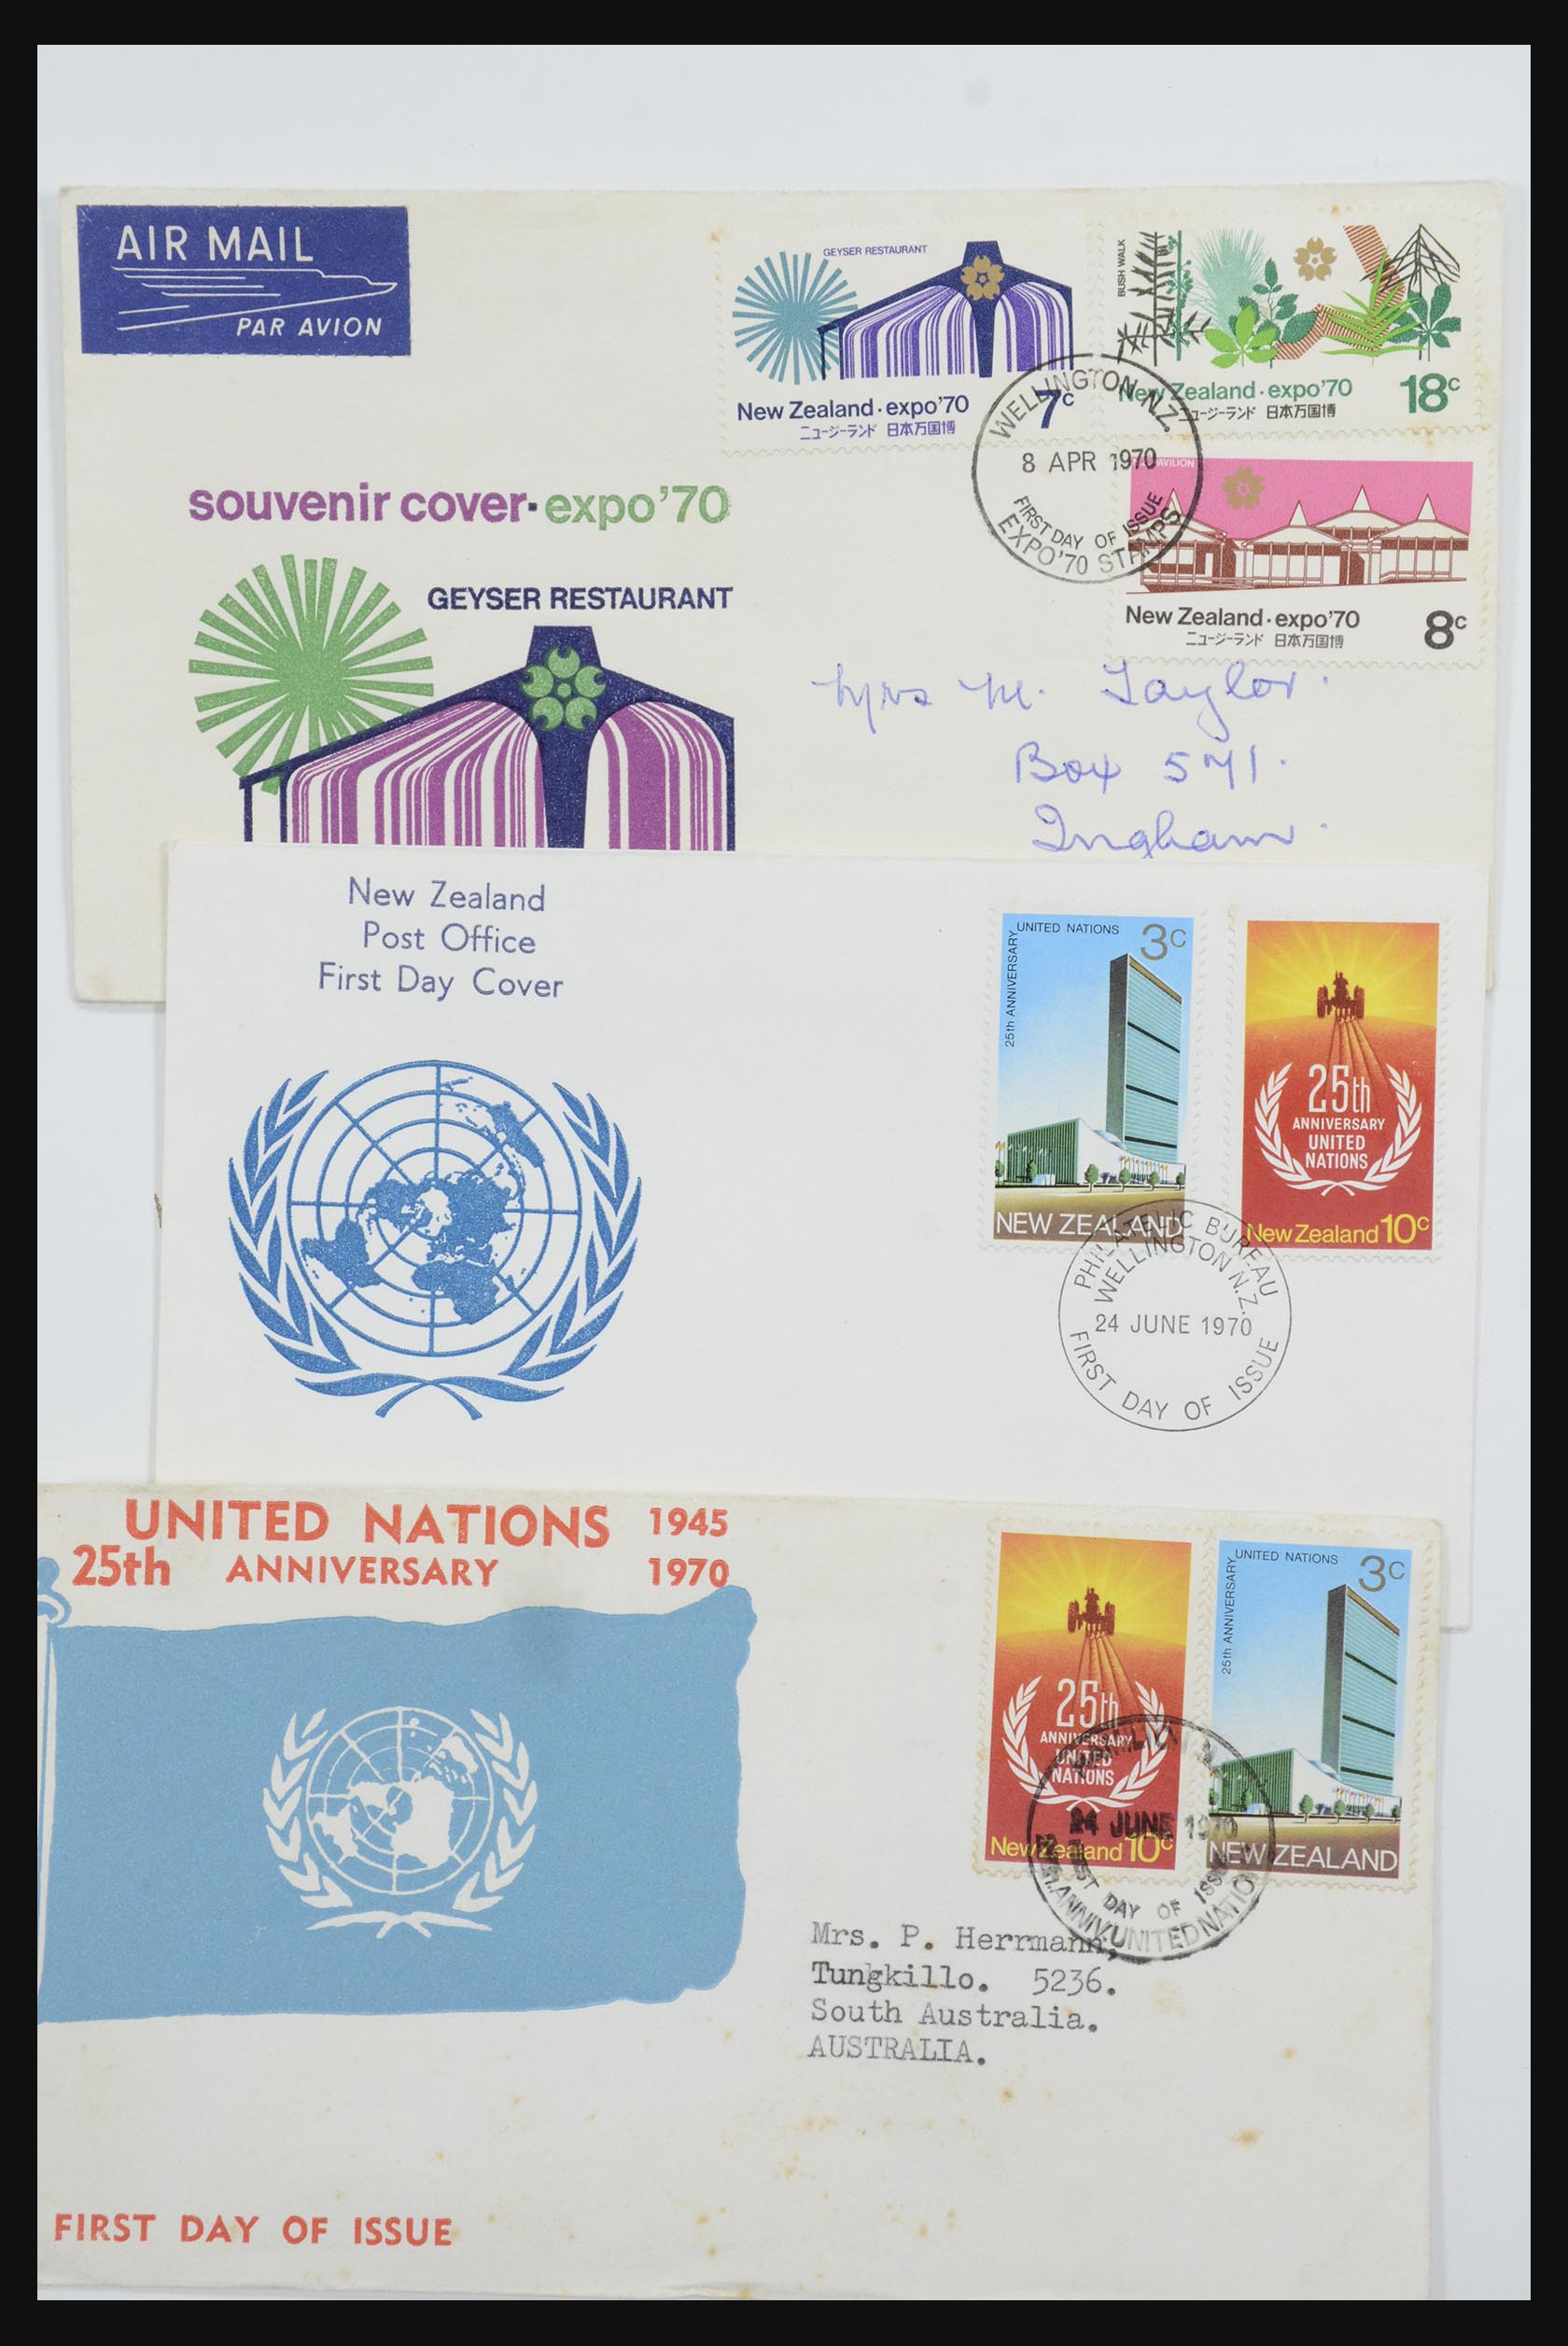 AIR MAIL
PAR AVION
GEYSER RESTAURANT
New Zealand·expo'70 7c
ニュージーランド 日本万国博
BUSH WALK
New Zealand·expo'70 18c
ニュージーランド 日本万国博
WELLINGTON N.Z.
8 APR 1970
FIRST DAY OF ISSUE
EXPO'70 STAMPS
PAVILION
New Zealand·expo'70 8c
ニュージーランド 日本万国博
souvenir cover·expo'70
GEYSER RESTAURANT
Mrs M. Taylor.
Box 571.
Ingham.
New Zealand
Post Office
First Day Cover
UNITED NATIONS 3c
25th ANNIVERSARY
NEW ZEALAND
25th
ANNIVERSARY
UNITED
NATIONS
New Zealand 10c
PHILATELIC BUREAU
WELLINGTON N.Z.
24 JUNE 1970
FIRST DAY OF ISSUE
UNITED NATIONS 1945
25th ANNIVERSARY 1970
25th
ANNIVERSARY
UNITED
NATIONS
New Zealand 10c
UNITED NATIONS 3c
25th ANNIVERSARY
NEW ZEALAND
24 JUNE 1970
FIRST DAY OF ISSUE
ANNIV. UNITED NATIO
Mrs. P. Herrmann,
Tungkillo. 5236.
South Australia.
AUSTRALIA.
FIRST DAY OF ISSUE